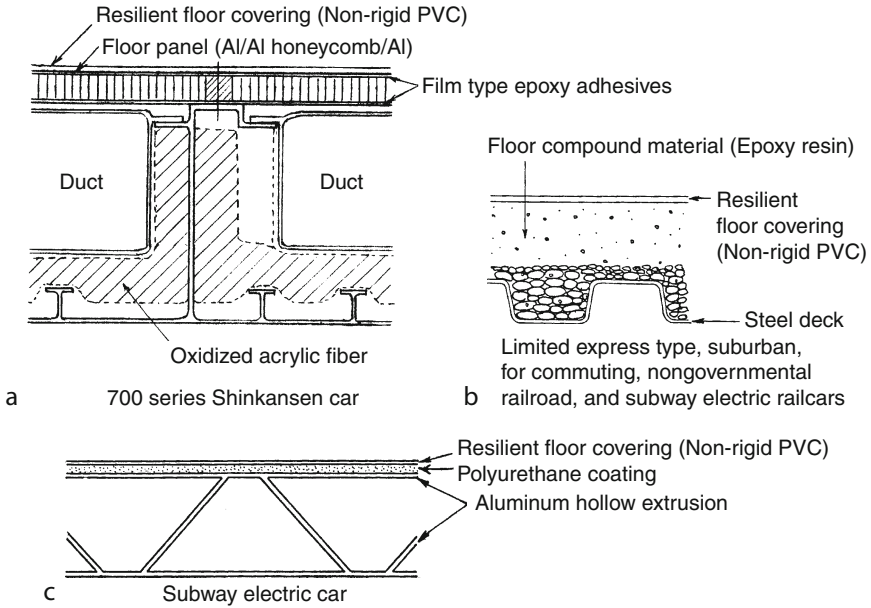 Resilient floor covering (Non-rigid PVC)
Floor panel (Al/Al honeycomb/Al)
Film type epoxy adhesives
Duct
Duct
Oxidized acrylic fiber
a
700 series Shinkansen car
Floor compound material (Epoxy resin)
Resilient
floor covering
(Non-rigid PVC)
Steel deck
Limited express type, suburban,
for commuting, nongovernmental
railroad, and subway electric railcars
b
Resilient floor covering (Non-rigid PVC)
Polyurethane coating
Aluminum hollow extrusion
c
Subway electric car